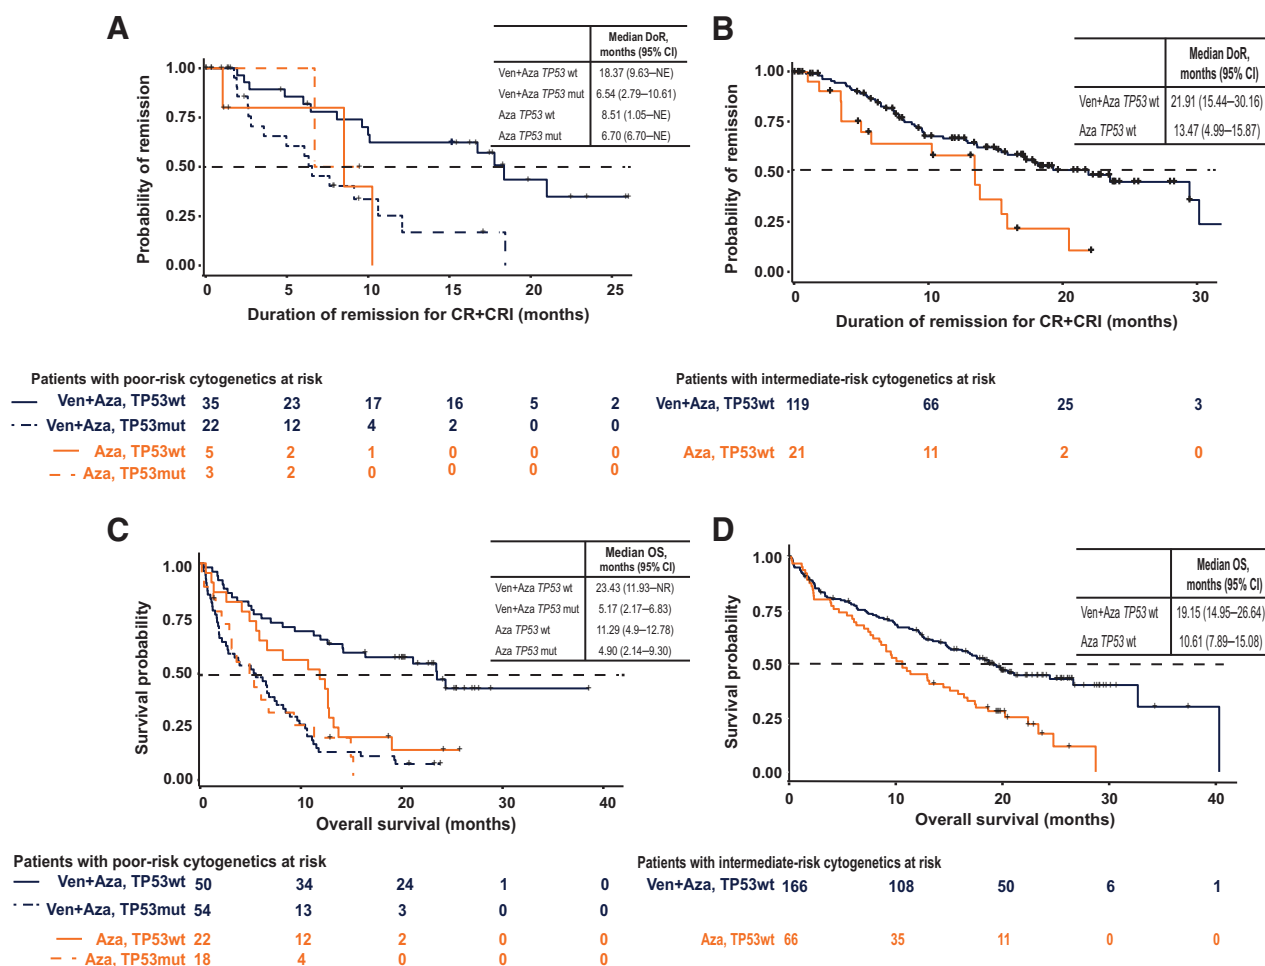 A
Median DoR,
months (95% CI)
Ven+Aza TP53 wt 18.37 (9.63–NE)
Ven+Aza TP53 mut 6.54 (2.79–10.61)
Aza TP53 wt 8.51 (1.05–NE)
Aza TP53 mut 6.70 (6.70–NE)
Probability of remission
1.00
0.75
0.50
0.25
0.00
0 5 10 15 20 25
Duration of remission for CR+CRI (months)
Patients with poor-risk cytogenetics at risk
Ven+Aza, TP53wt 35 23 17 16 5 2
Ven+Aza, TP53mut 22 12 4 2 0 0
Aza, TP53wt 5 2 1 0 0 0
Aza, TP53mut 3 2 0 0 0 0
B
Median DoR,
months (95% CI)
Ven+Aza TP53 wt 21.91 (15.44–30.16)
Aza TP53 wt 13.47 (4.99–15.87)
Probability of remission
1.00
0.75
0.50
0.25
0.00
0 10 20 30
Duration of remission for CR+CRI (months)
Patients with intermediate-risk cytogenetics at risk
Ven+Aza, TP53wt 119 66 25 3
Aza, TP53wt 21 11 2 0
C
Median OS,
months (95% CI)
Ven+Aza TP53 wt 23.43 (11.93–NR)
Ven+Aza TP53 mut 5.17 (2.17–6.83)
Aza TP53 wt 11.29 (4.9–12.78)
Aza TP53 mut 4.90 (2.14–9.30)
Survival probability
1.00
0.75
0.50
0.25
0.00
0 10 20 30 40
Overall survival (months)
Patients with poor-risk cytogenetics at risk
Ven+Aza, TP53wt 50 34 24 1 0
Ven+Aza, TP53mut 54 13 3 0 0
Aza, TP53wt 22 12 2 0 0
Aza, TP53mut 18 4 0 0 0
D
Median OS,
months (95% CI)
Ven+Aza TP53 wt 19.15 (14.95–26.64)
Aza TP53 wt 10.61 (7.89–15.08)
Survival probability
1.00
0.75
0.50
0.25
0.00
0 10 20 30 40
Overall survival (months)
Patients with intermediate-risk cytogenetics at risk
Ven+Aza, TP53wt 166 108 50 6 1
Aza, TP53wt 66 35 11 0 0